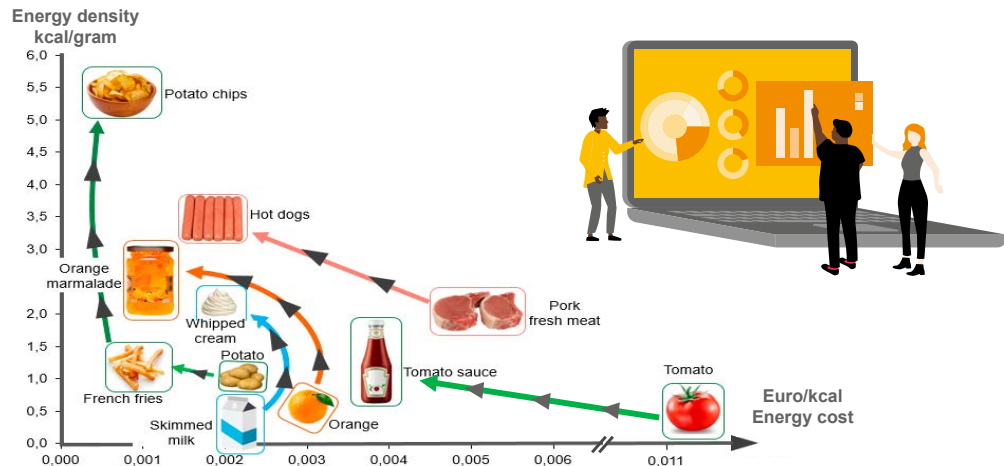 Energy density
kcal/gram
6,0
5,5
5,0
4,5
4,0
3,5
3,0
2,0
1,5
1,0
0,5
0,0
Potato chips
Hot dogs
Orange
marmalade
Whipped
cream
Pork
fresh meat
Potato
French fries
Tomato sauce
Tomato
Skimmed
milk
Orange
Euro/kcal
Energy cost
0,000
0,001
0,002
0,003
0,004
0,005
0,006
0,011